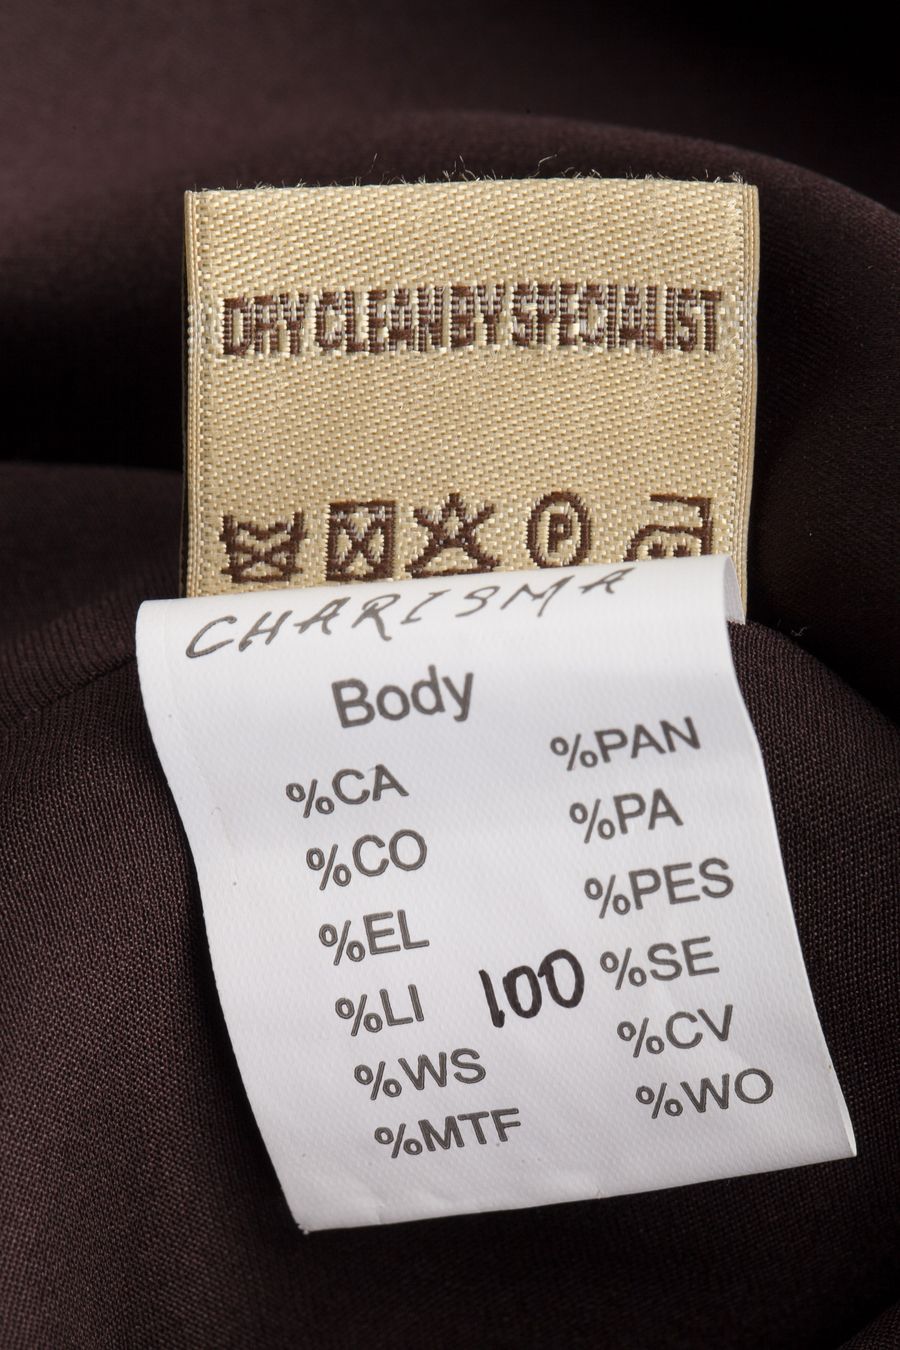 DRY CLEAN BY SPECIALIST
P
CHARISMA
Body
%CA %PAN
%CO %PA
%EL %PES
%LI 100 %SE
%WS %CV
%MTF %WO